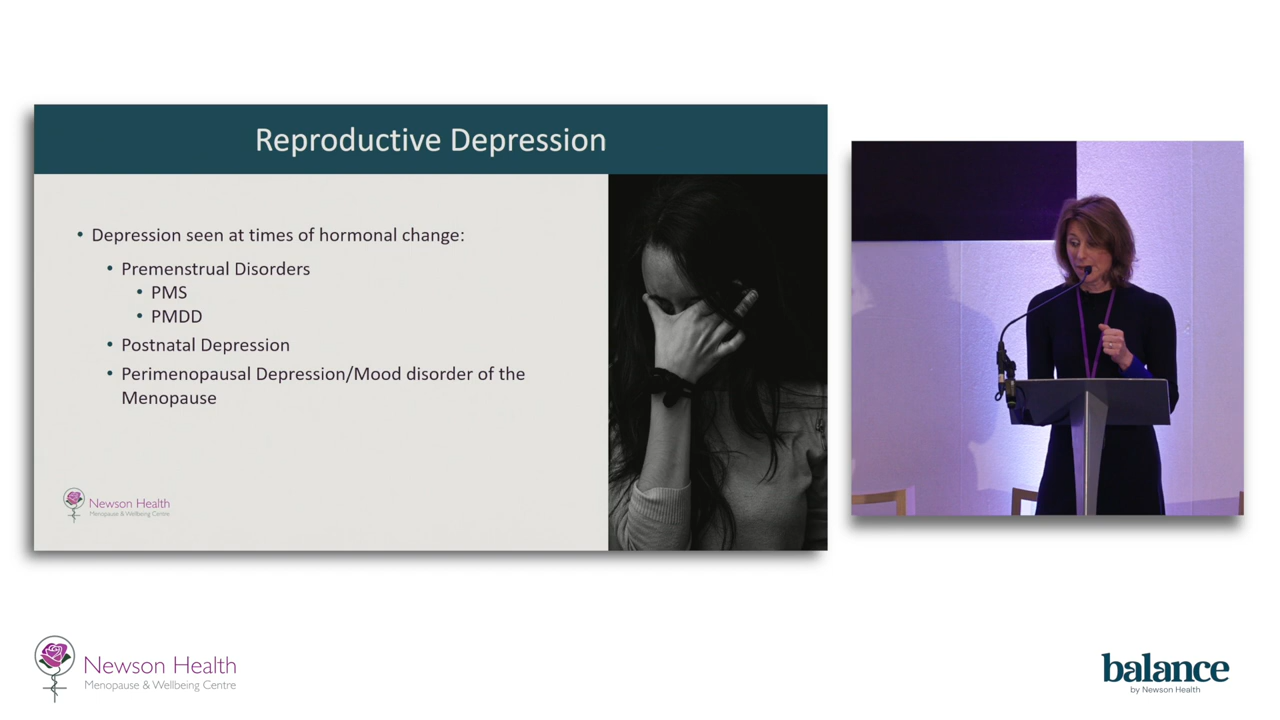 Reproductive Depression
• Depression seen at times of hormonal change:
• Premenstrual Disorders
• PMS
• PMDD
• Postnatal Depression
• Perimenopausal Depression/Mood disorder of the
Menopause
Newson Health
Menopause & Wellbeing Centre
Newson Health
Menopause & Wellbeing Centre
balance
by Newson Health